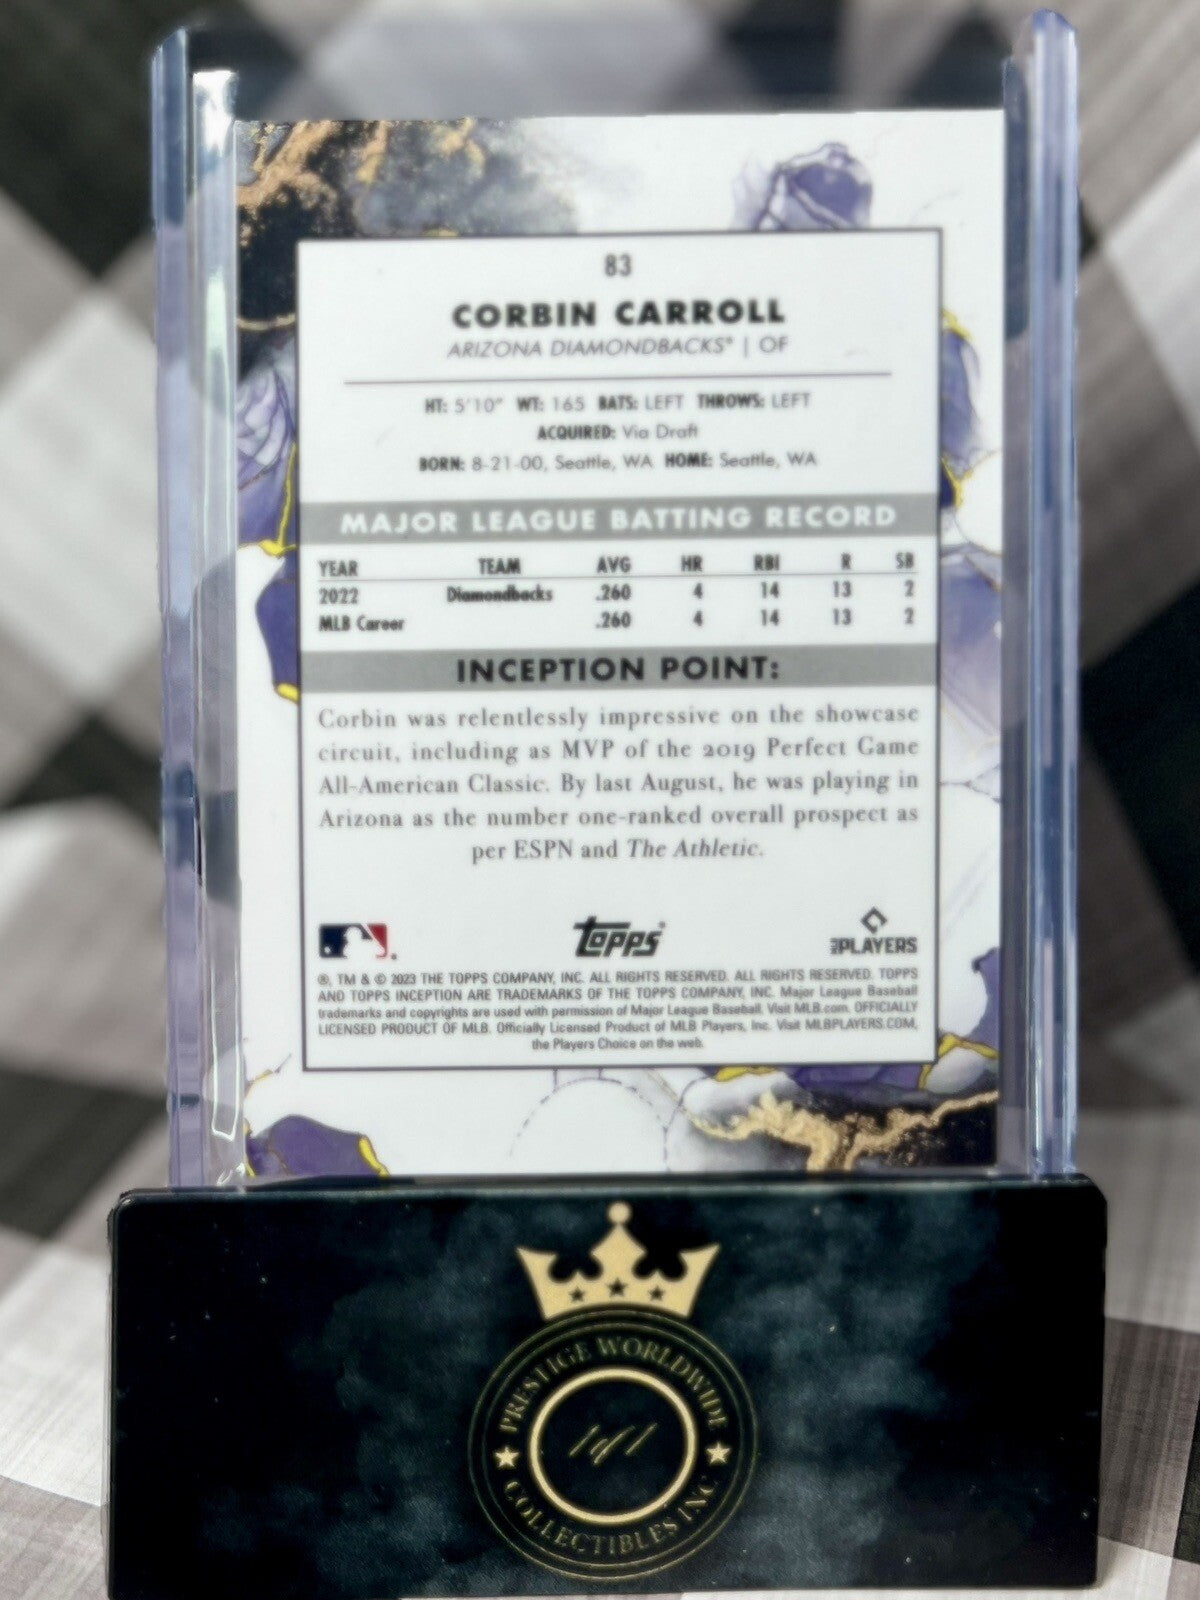 83
CORBIN CARROLL
ARIZONA DIAMONDBACKS® | OF
HT: 5'10" WT: 165 BATS: LEFT THROWS: LEFT
ACQUIRED: Via Draft
BORN: 8-21-00, Seattle, WA HOME: Seattle, WA
MAJOR LEAGUE BATTING RECORD
YEAR TEAM AVG HR RBI R SB
2022 Diamondbacks .260 4 14 13 2
MLB Career .260 4 14 13 2
INCEPTION POINT:
Corbin was relentlessly impressive on the showcase
circuit, including as MVP of the 2019 Perfect Game
All-American Classic. By last August, he was playing in
Arizona as the number one-ranked overall prospect as
per ESPN and The Athletic.
topps
MLB PLAYERS
®, TM & © 2023 THE TOPPS COMPANY, INC. ALL RIGHTS RESERVED. ALL RIGHTS RESERVED. TOPPS
AND TOPPS INCEPTION ARE TRADEMARKS OF THE TOPPS COMPANY, INC. Major League Baseball
trademarks and copyrights are used with permission of Major League Baseball. Visit MLB.com. OFFICIALLY
LICENSED PRODUCT OF MLB. Officially Licensed Product of MLB Players, Inc. Visit MLBPLAYERS.COM,
the Players Choice on the web.
PRESTIGE WORLDWIDE
1 of 1
COLLECTIBLES INC